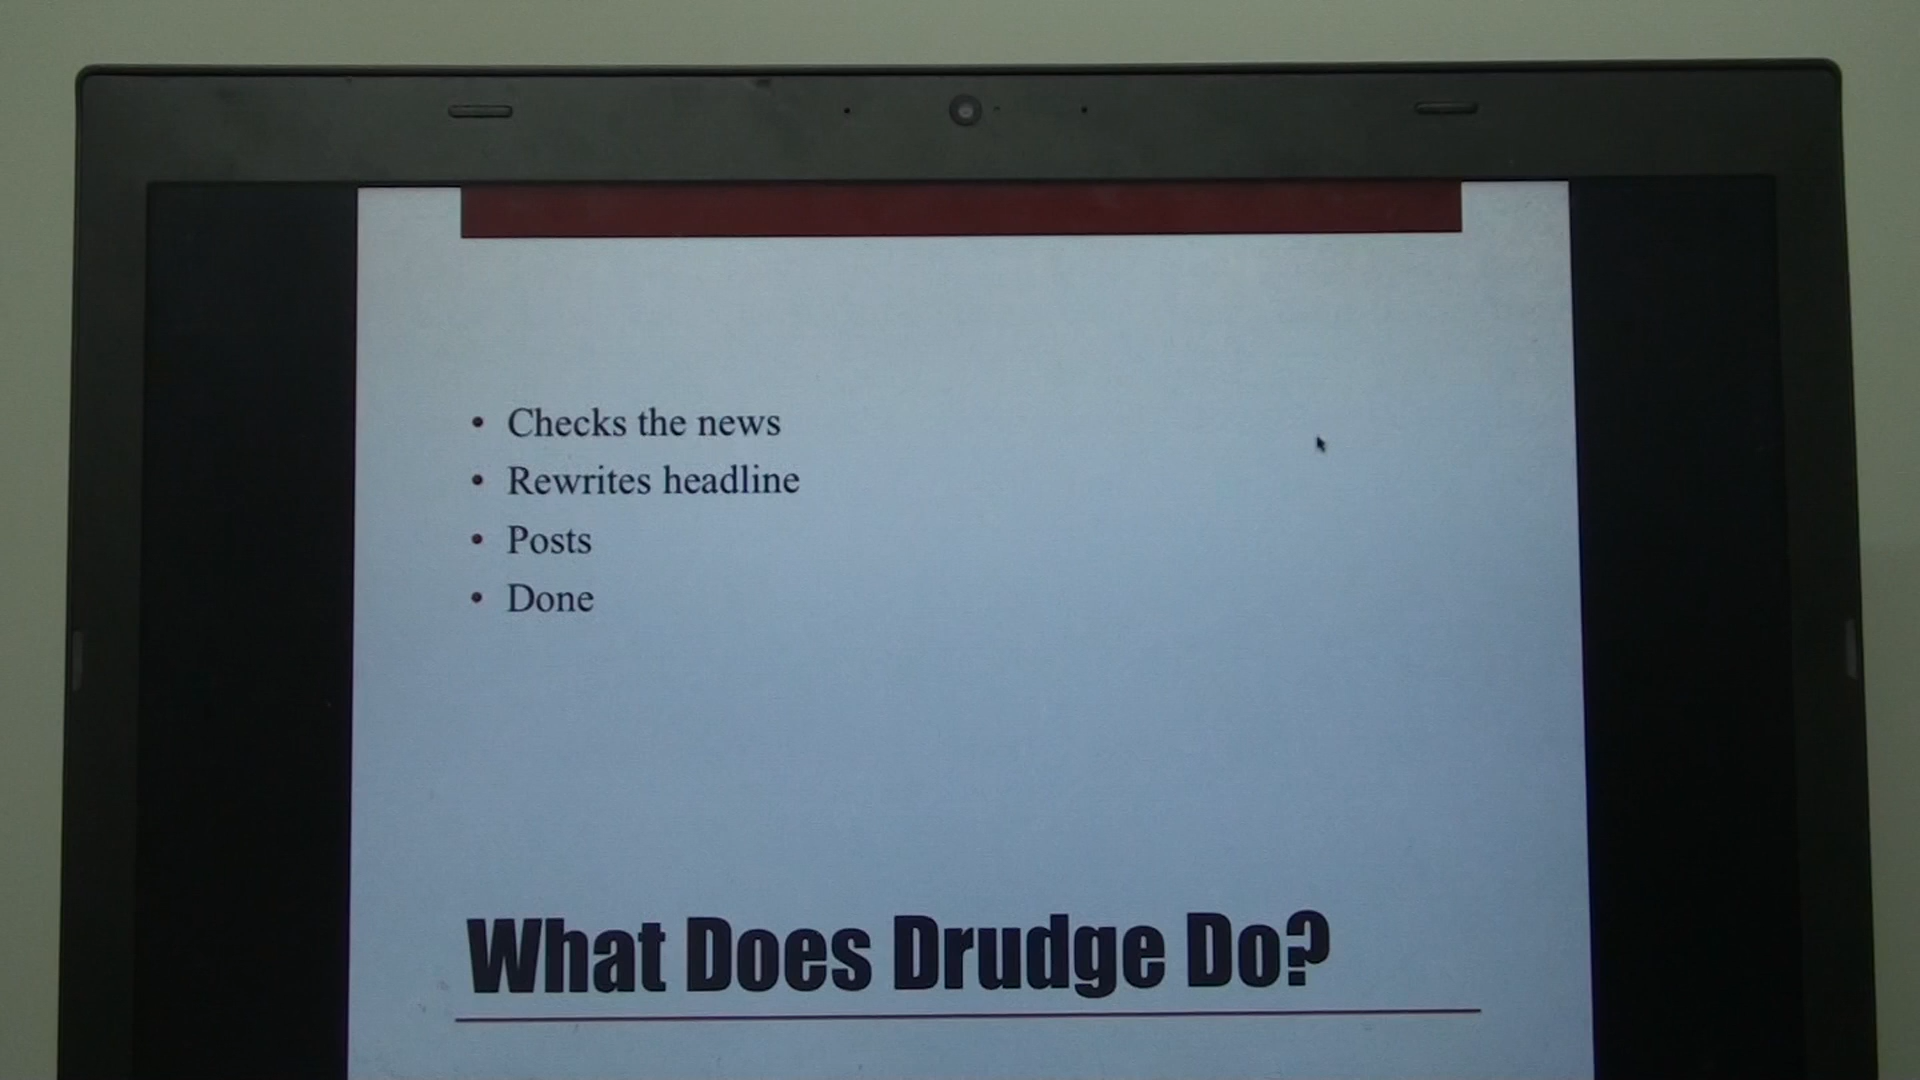 • Checks the news
• Rewrites headline
• Posts
• Done
What Does Drudge Do?